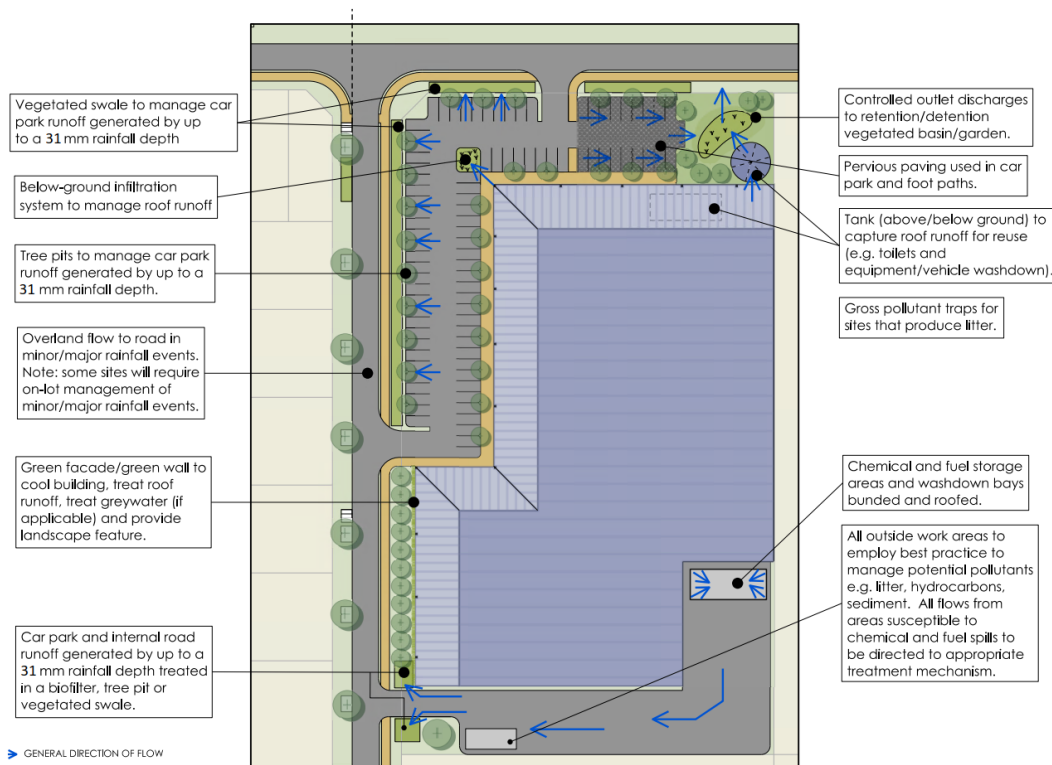 Vegetated swale to manage car
park runoff generated by up
to a 31 mm rainfall depth
Below-ground infiltration
system to manage roof runoff
Tree pits to manage car park
runoff generated by up to a
31 mm rainfall depth.
Overland flow to road in
minor/major rainfall events.
Note: some sites will require
on-lot management of
minor/major rainfall events.
Green facade/green wall to
cool building, treat roof
runoff, treat greywater (if
applicable) and provide
landscape feature.
Car park and internal road
runoff generated by up to a
31 mm rainfall depth treated
in a biofilter, tree pit or
vegetated swale.
GENERAL DIRECTION OF FLOW
Controlled outlet discharges
to retention/detention
vegetated basin/garden.
Pervious paving used in car
park and foot paths.
Tank (above/below ground) to
capture roof runoff for reuse
(e.g. toilets and
equipment/vehicle washdown).
Gross pollutant traps for
sites that produce litter.
Chemical and fuel storage
areas and washdown bays
bunded and roofed.
All outside work areas to
employ best practice to
manage potential pollutants
e.g. litter, hydrocarbons,
sediment. All flows from
areas susceptible to
chemical and fuel spills to
be directed to appropriate
treatment mechanism.